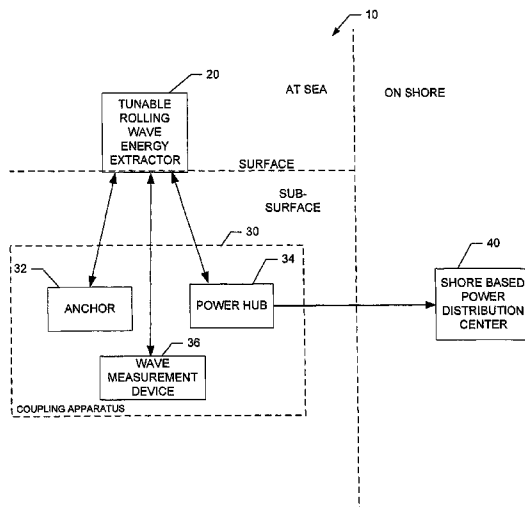 10
20
AT SEA
ON SHORE
TUNABLE
ROLLING
WAVE
ENERGY
EXTRACTOR
SURFACE
SUB-
SURFACE
30
32
34
40
ANCHOR
POWER HUB
SHORE BASED
POWER
DISTRIBUTION
CENTER
36
WAVE
MEASUREMENT
DEVICE
COUPLING APPARATUS